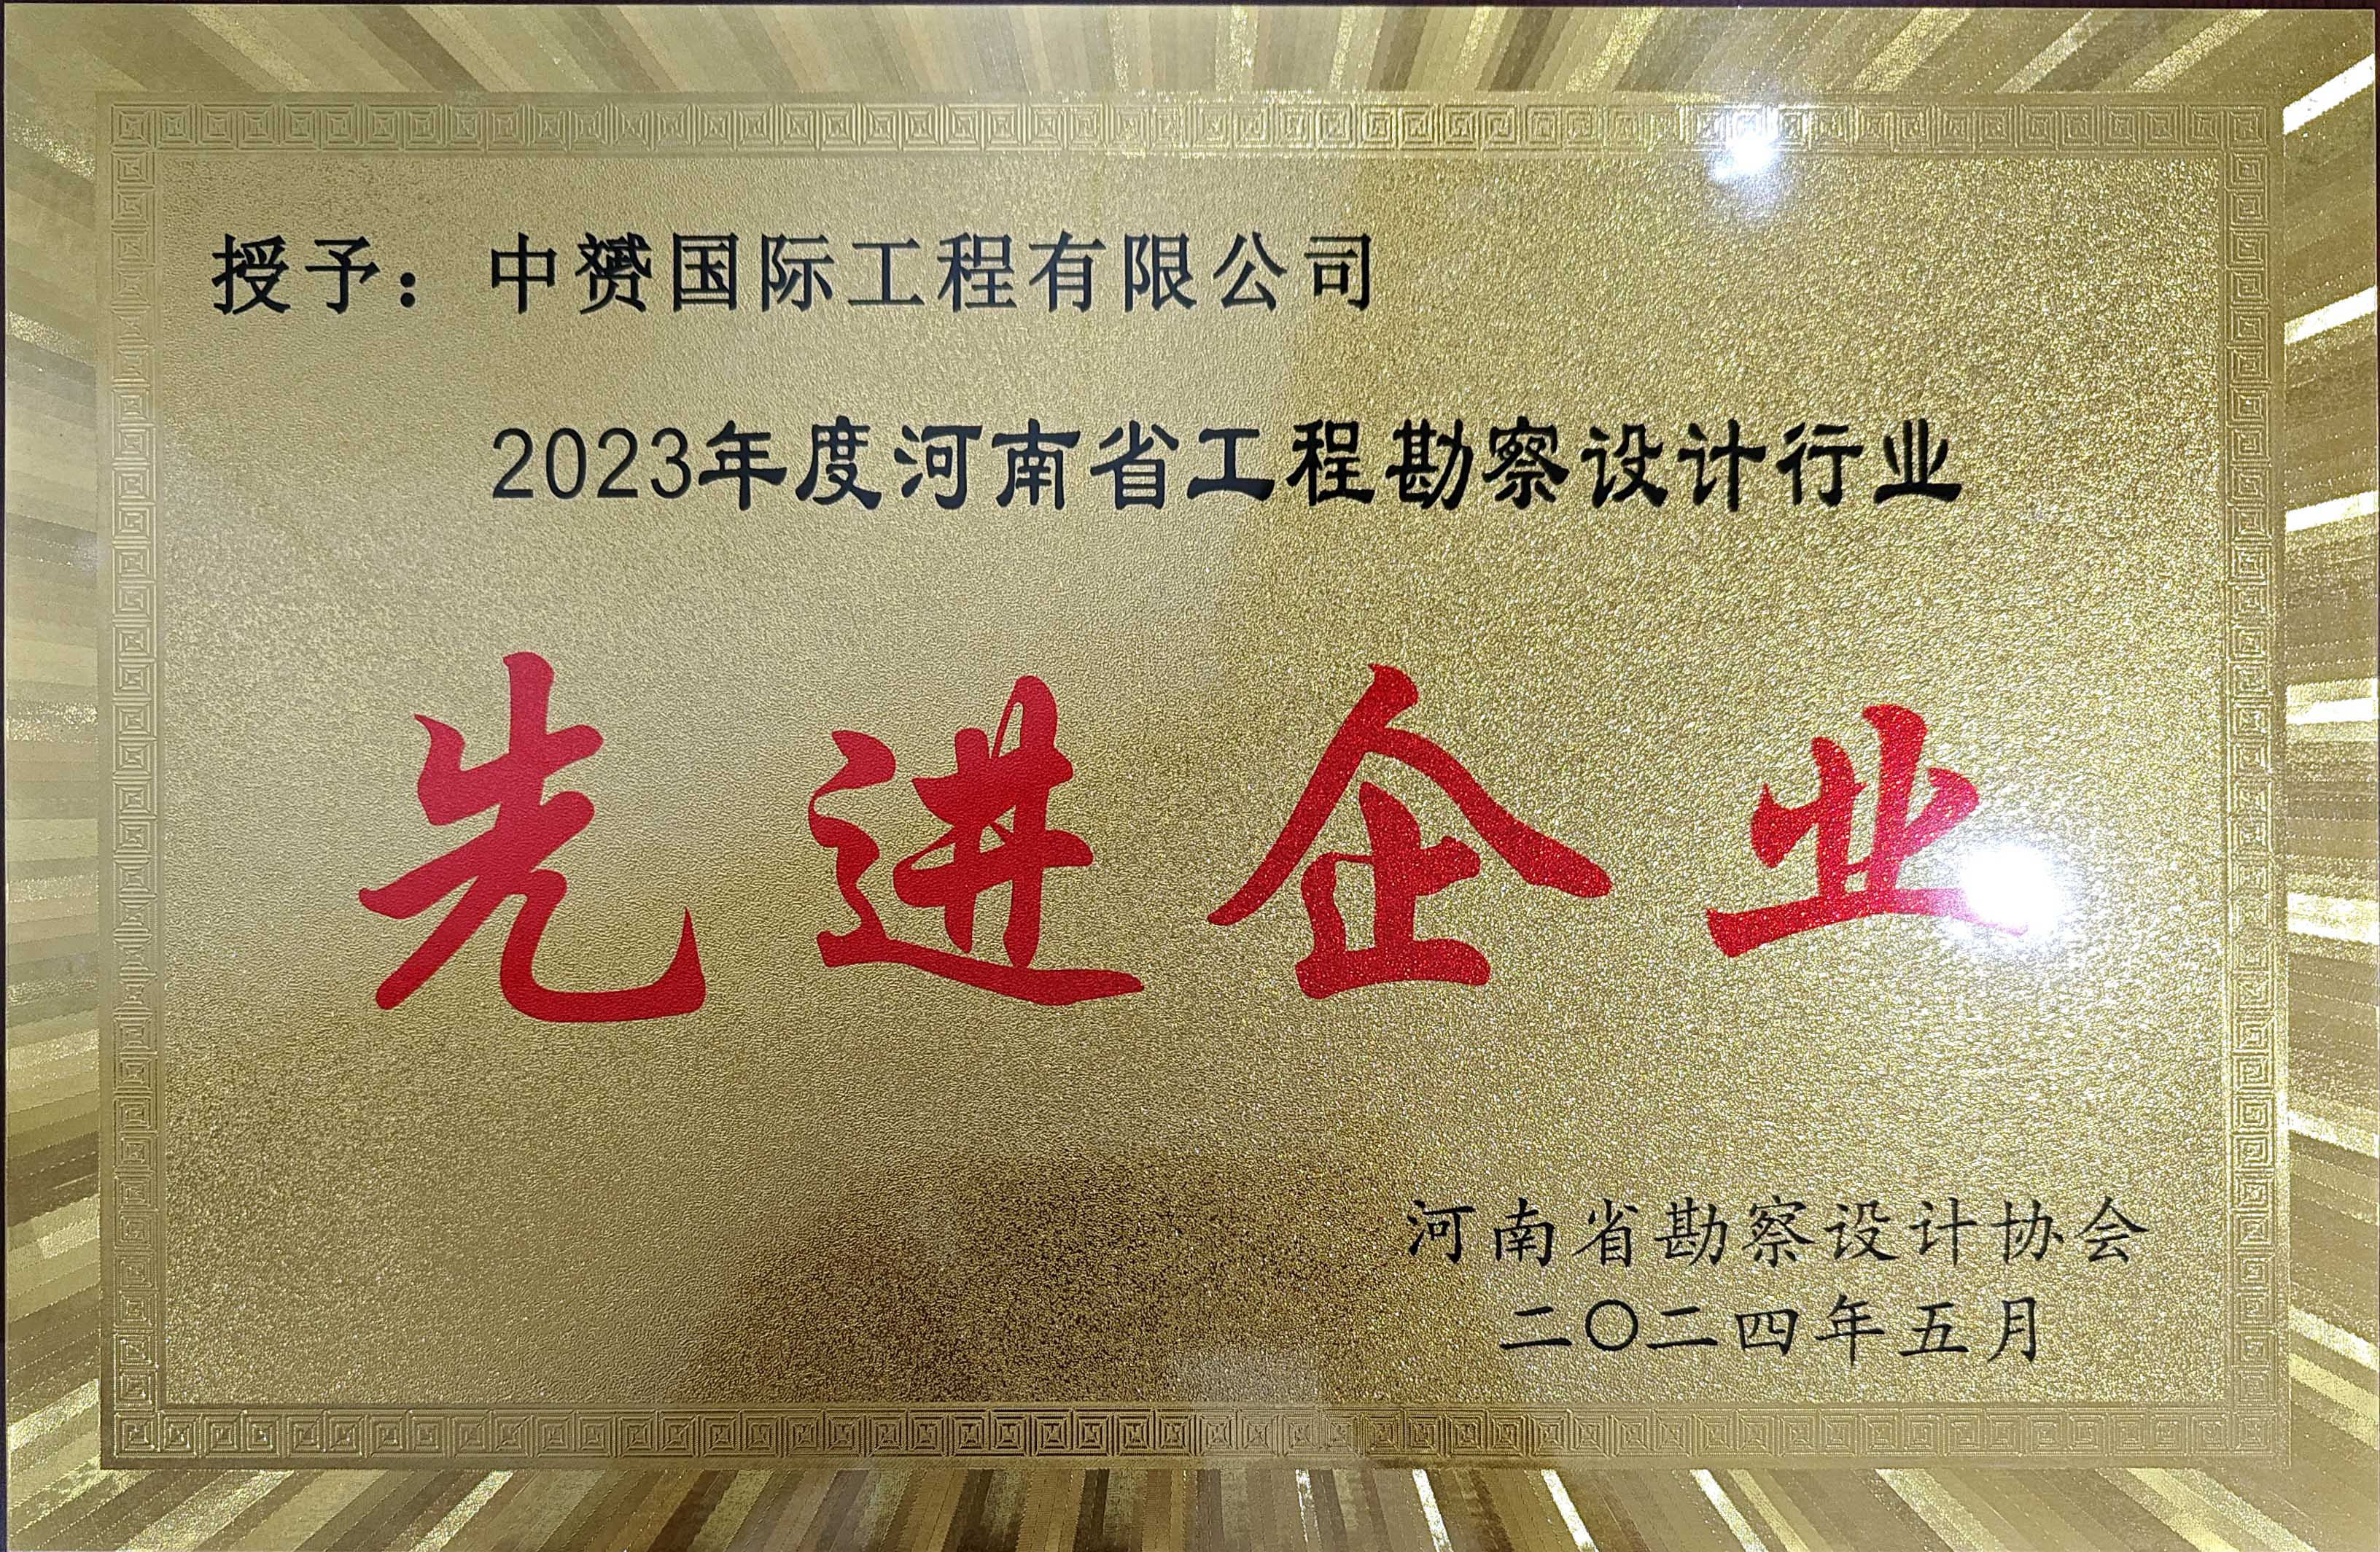 授予：中赟国际工程有限公司
2023年度河南省工程勘察设计行业
先进企业
河南省勘察设计协会
二〇二四年五月